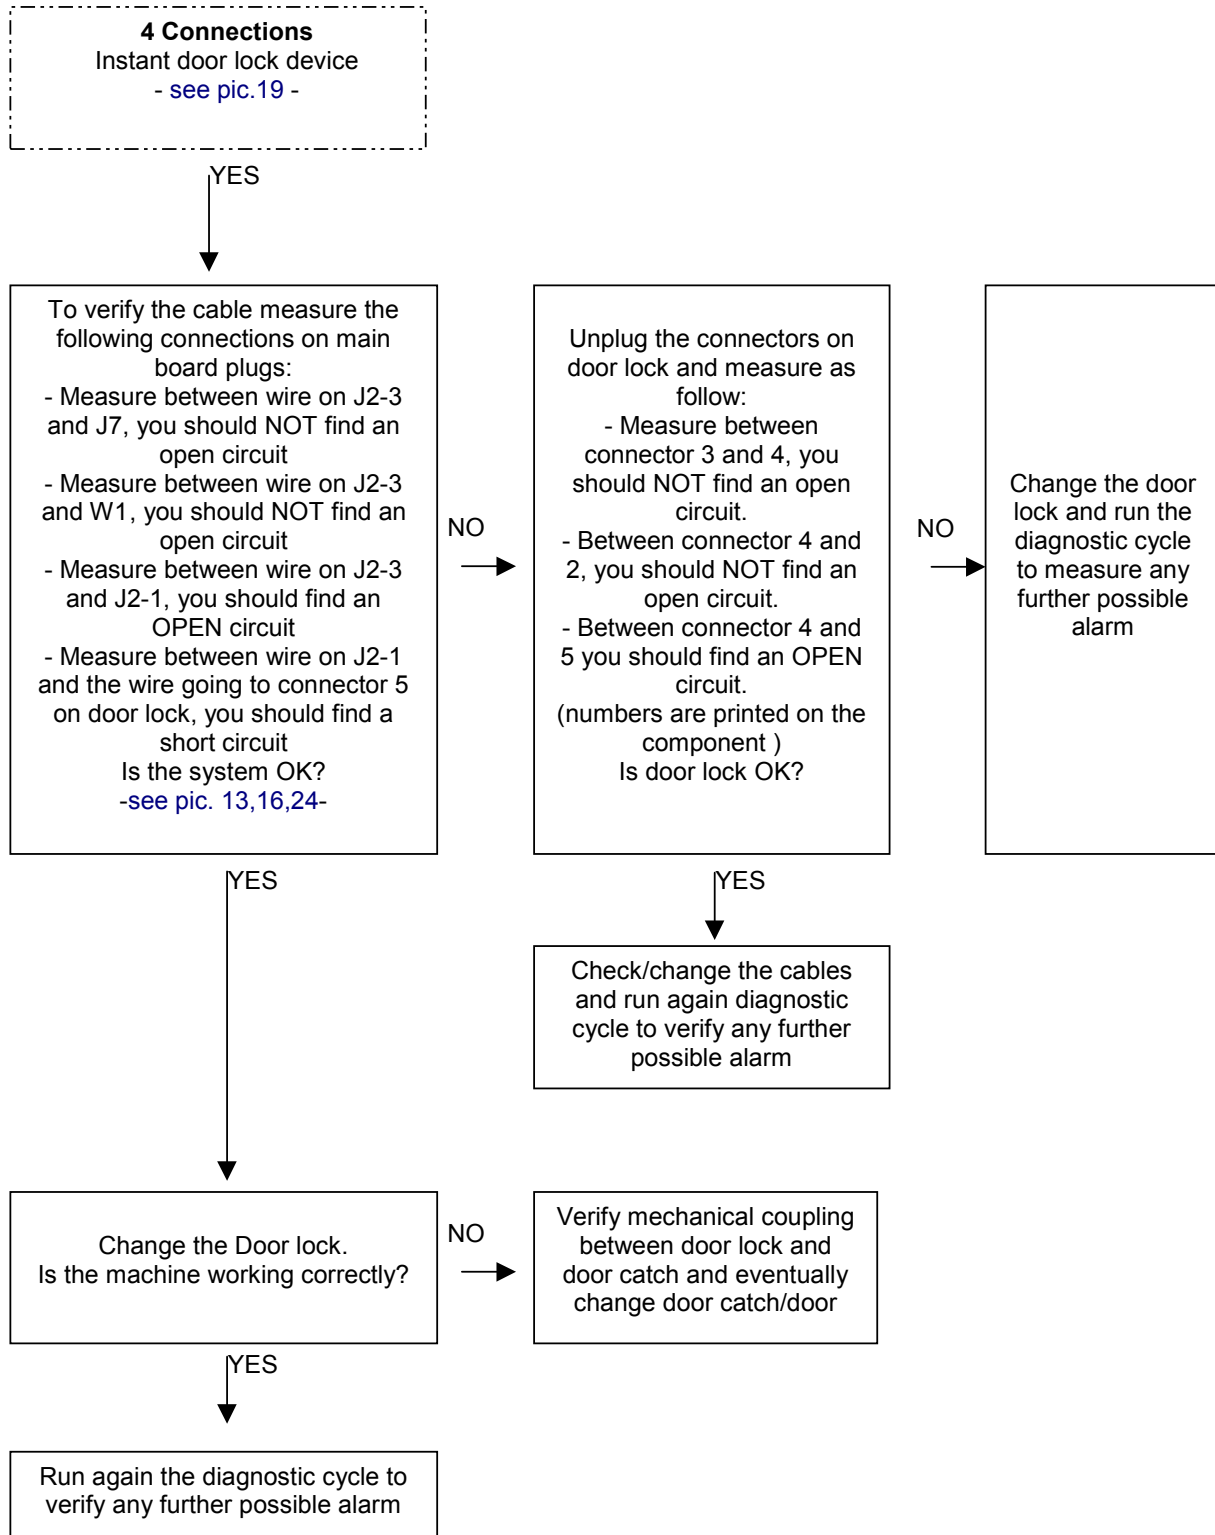 4 Connections
Instant door lock device
- see pic.19 -
YES
To verify the cable measure the
following connections on main
board plugs:
- Measure between wire on J2-3
and J7, you should NOT find an
open circuit
- Measure between wire on J2-3
and W1, you should NOT find an
open circuit
- Measure between wire on J2-3
and J2-1, you should find an
OPEN circuit
- Measure between wire on J2-1
and the wire going to connector 5
on door lock, you should find a
short circuit
Is the system OK?
-see pic. 13,16,24-
NO
Unplug the connectors on
door lock and measure as
follow:
- Measure between
connector 3 and 4, you
should NOT find an open
circuit.
- Between connector 4 and
2, you should NOT find an
open circuit.
- Between connector 4 and
5 you should find an OPEN
circuit.
(numbers are printed on the
component )
Is door lock OK?
NO
Change the door
lock and run the
diagnostic cycle
to measure any
further possible
alarm
YES
YES
Check/change the cables
and run again diagnostic
cycle to verify any further
possible alarm
Change the Door lock.
Is the machine working correctly?
NO
Verify mechanical coupling
between door lock and
door catch and eventually
change door catch/door
YES
Run again the diagnostic cycle to
verify any further possible alarm